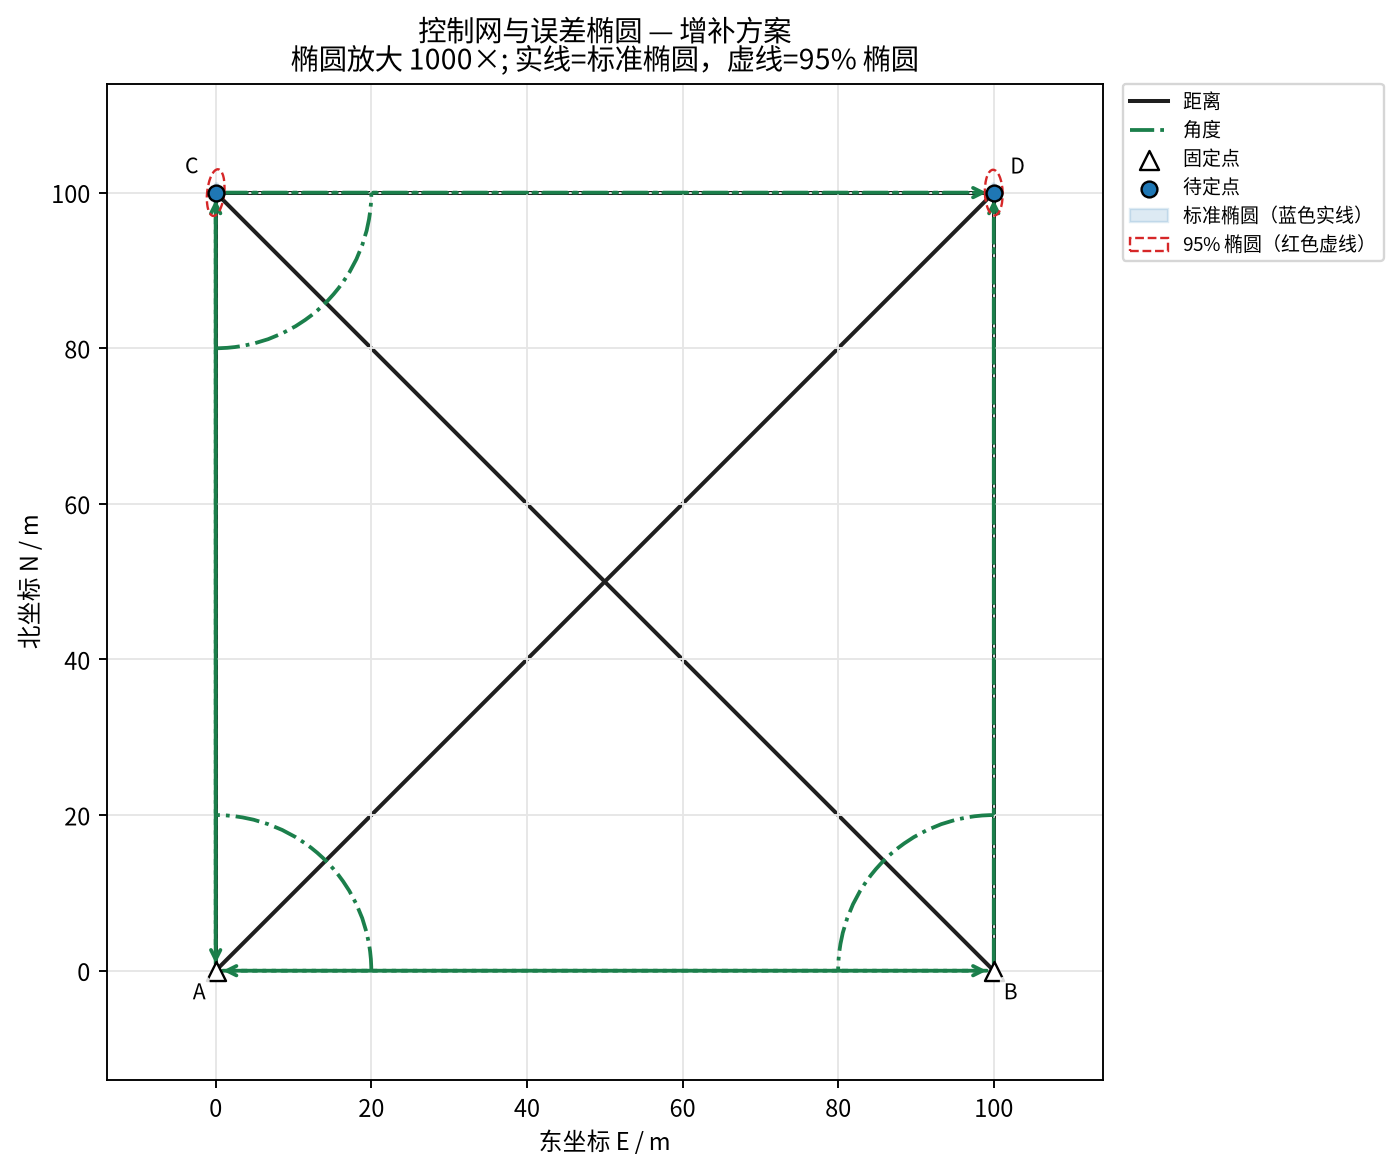 控制网与误差椭圆 — 增补方案
椭圆放大 1000×; 实线=标准椭圆，虚线=95% 椭圆
距离
角度
固定点
待定点
标准椭圆（蓝色实线）
95% 椭圆（红色虚线）
C
D
100
80
60
40
20
0
A
B
0
20
40
60
80
100
北坐标 N / m
东坐标 E / m